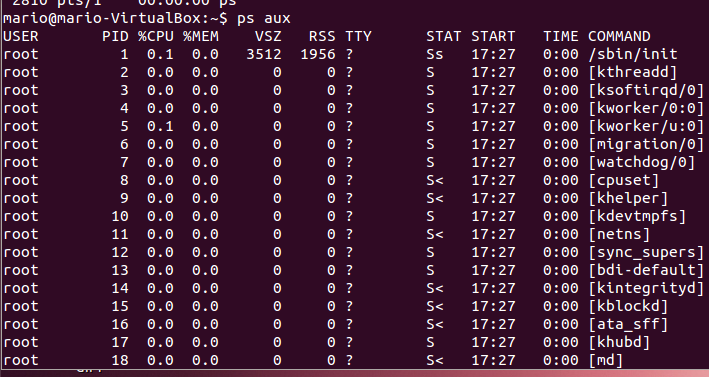 2810 pts/1    00:00:00 ps
mario@mario-VirtualBox:~$ ps aux
USER       PID %CPU %MEM    VSZ   RSS TTY      STAT START   TIME COMMAND
root         1  0.1  0.0   3512  1956 ?        Ss   17:27   0:00 /sbin/init
root         2  0.0  0.0      0     0 ?        S    17:27   0:00 [kthreadd]
root         3  0.0  0.0      0     0 ?        S    17:27   0:00 [ksoftirqd/0]
root         4  0.0  0.0      0     0 ?        S    17:27   0:00 [kworker/0:0]
root         5  0.1  0.0      0     0 ?        S    17:27   0:00 [kworker/u:0]
root         6  0.0  0.0      0     0 ?        S    17:27   0:00 [migration/0]
root         7  0.0  0.0      0     0 ?        S    17:27   0:00 [watchdog/0]
root         8  0.0  0.0      0     0 ?        S<   17:27   0:00 [cpuset]
root         9  0.0  0.0      0     0 ?        S<   17:27   0:00 [khelper]
root        10  0.0  0.0      0     0 ?        S    17:27   0:00 [kdevtmpfs]
root        11  0.0  0.0      0     0 ?        S<   17:27   0:00 [netns]
root        12  0.0  0.0      0     0 ?        S    17:27   0:00 [sync_supers]
root        13  0.0  0.0      0     0 ?        S    17:27   0:00 [bdi-default]
root        14  0.0  0.0      0     0 ?        S<   17:27   0:00 [kintegrityd]
root        15  0.0  0.0      0     0 ?        S<   17:27   0:00 [kblockd]
root        16  0.0  0.0      0     0 ?        S<   17:27   0:00 [ata_sff]
root        17  0.0  0.0      0     0 ?        S    17:27   0:00 [khubd]
root        18  0.0  0.0      0     0 ?        S<   17:27   0:00 [md]